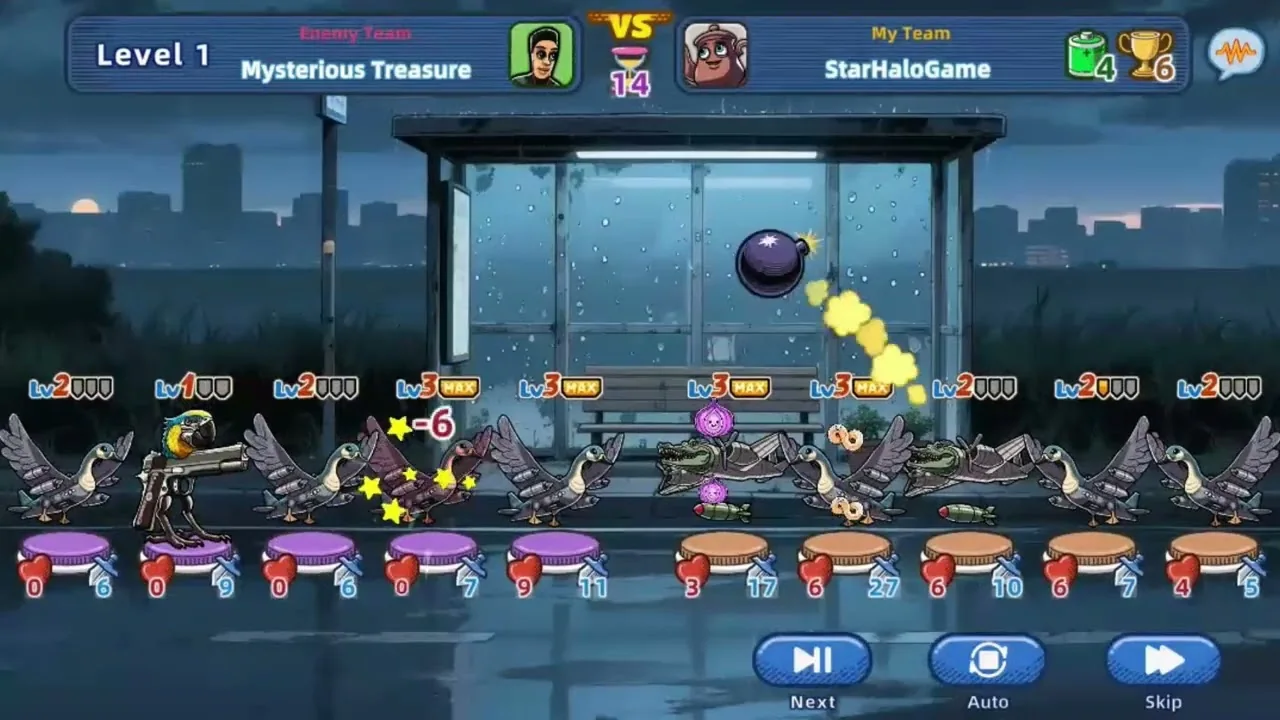 Level 1
Enemy Team
Mysterious Treasure
VS
14
My Team
StarHaloGame
4
6
Lv2
Lv1
Lv2
Lv3 MAX
Lv3 MAX
Lv3 MAX
Lv3 MAX
Lv2
Lv2
Lv2
-6
0 6
0 9
0 6
0 7
9 11
3 17
6 27
6 10
6 7
4 5
Next
Auto
Skip